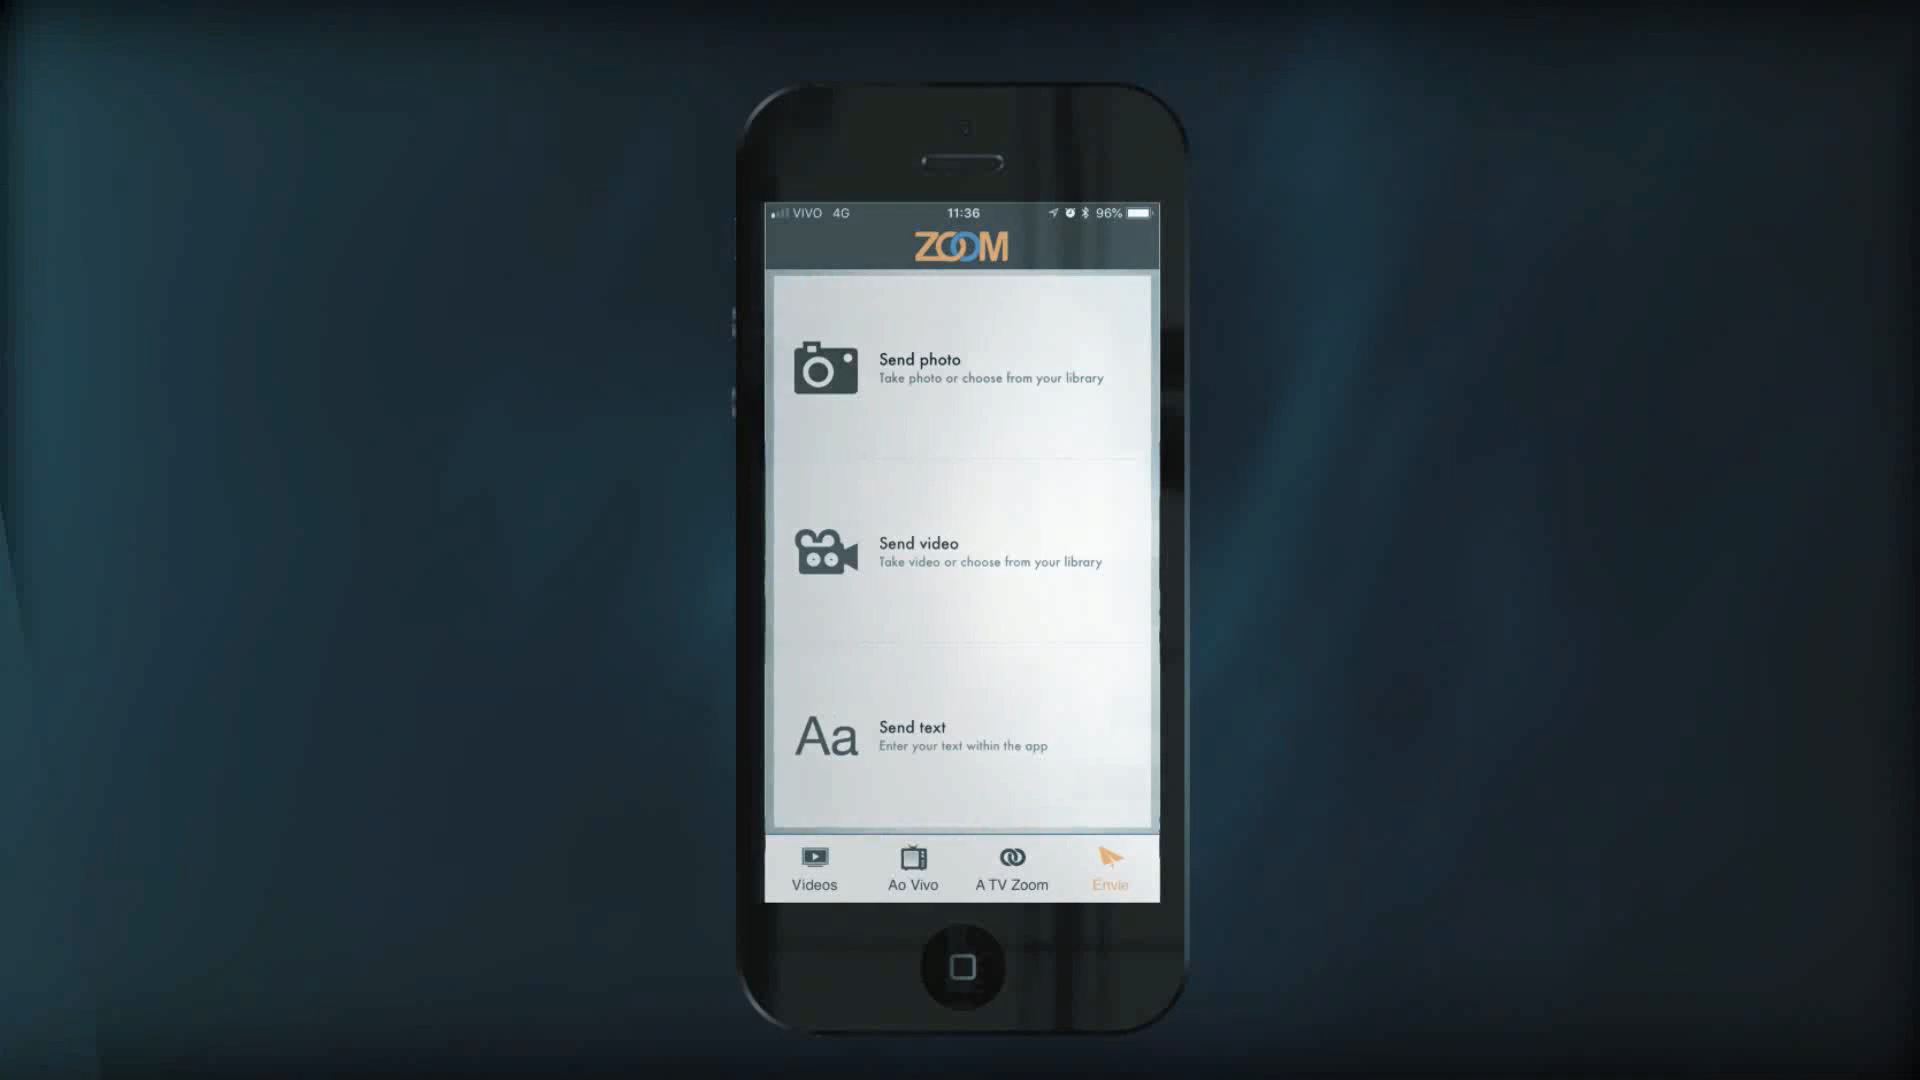 VIVO 4G 11:36 96%
ZOOM
Send photo
Take photo or choose from your library
Send video
Take video or choose from your library
Aa
Send text
Enter your text within the app
Videos Ao Vivo A TV Zoom Envie